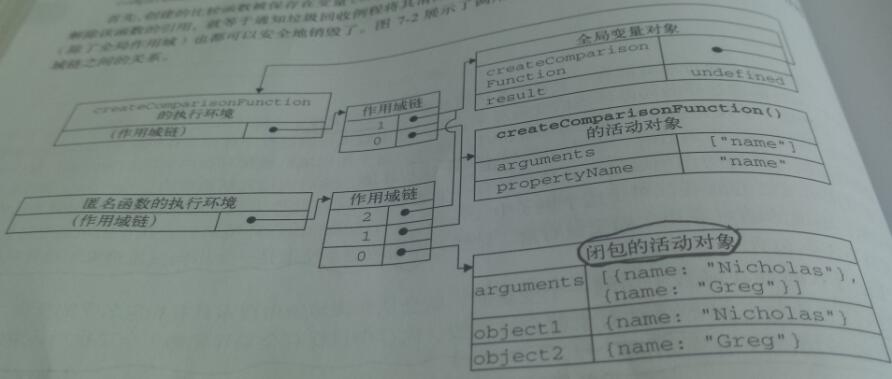 首先,创建的比较函数被保存在变量
解除该函数的引用,就等于通知垃圾回收例程将其清
(除了全局作用域)也都可以安全地销毁了。图 7-2 展示了
域链之间的关系。
createComparisonFunction
的执行环境
(作用域链)
作用域链
1
0
全局变量对象
createComparison
Function
result
undefined
createComparisonFunction()
的活动对象
arguments
["name"]
propertyName
"name"
匿名函数的执行环境
(作用域链)
作用域链
2
1
0
闭包的活动对象
arguments
[{name: "Nicholas"},
{name: "Greg"}]
object1
{name: "Nicholas"}
object2
{name: "Greg"}